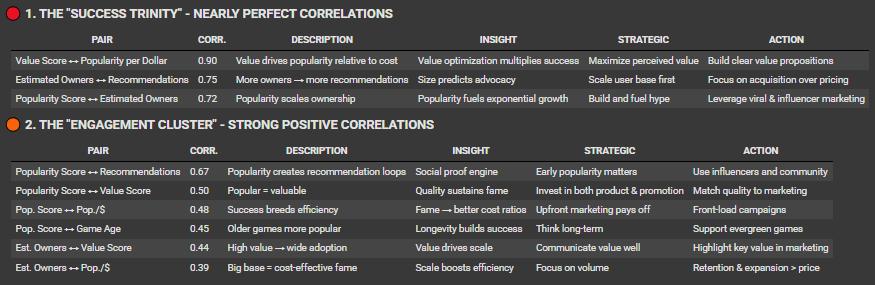 1. THE "SUCCESS TRINITY" - NEARLY PERFECT CORRELATIONS
PAIR CORR. DESCRIPTION INSIGHT STRATEGIC ACTION
Value Score ↔ Popularity per Dollar 0.90 Value drives popularity relative to cost Value optimization multiplies success Maximize perceived value Build clear value propositions
Estimated Owners ↔ Recommendations 0.75 More owners → more recommendations Size predicts advocacy Scale user base first Focus on acquisition over pricing
Popularity Score ↔ Estimated Owners 0.72 Popularity scales ownership Popularity fuels exponential growth Build and fuel hype Leverage viral & influencer marketing
2. THE "ENGAGEMENT CLUSTER" - STRONG POSITIVE CORRELATIONS
PAIR CORR. DESCRIPTION INSIGHT STRATEGIC ACTION
Popularity Score ↔ Recommendations 0.67 Popularity creates recommendation loops Social proof engine Early popularity matters Use influencers and community
Popularity Score ↔ Value Score 0.50 Popular = valuable Quality sustains fame Invest in both product & promotion Match quality to marketing
Pop. Score ↔ Pop./$ 0.48 Success breeds efficiency Fame → better cost ratios Upfront marketing pays off Front-load campaigns
Pop. Score ↔ Game Age 0.45 Older games more popular Longevity builds success Think long-term Support evergreen games
Est. Owners ↔ Value Score 0.44 High value → wide adoption Value drives scale Communicate value well Highlight key value in marketing
Est. Owners ↔ Pop./$ 0.39 Big base = cost-effective fame Scale boosts efficiency Focus on volume Retention & expansion > price